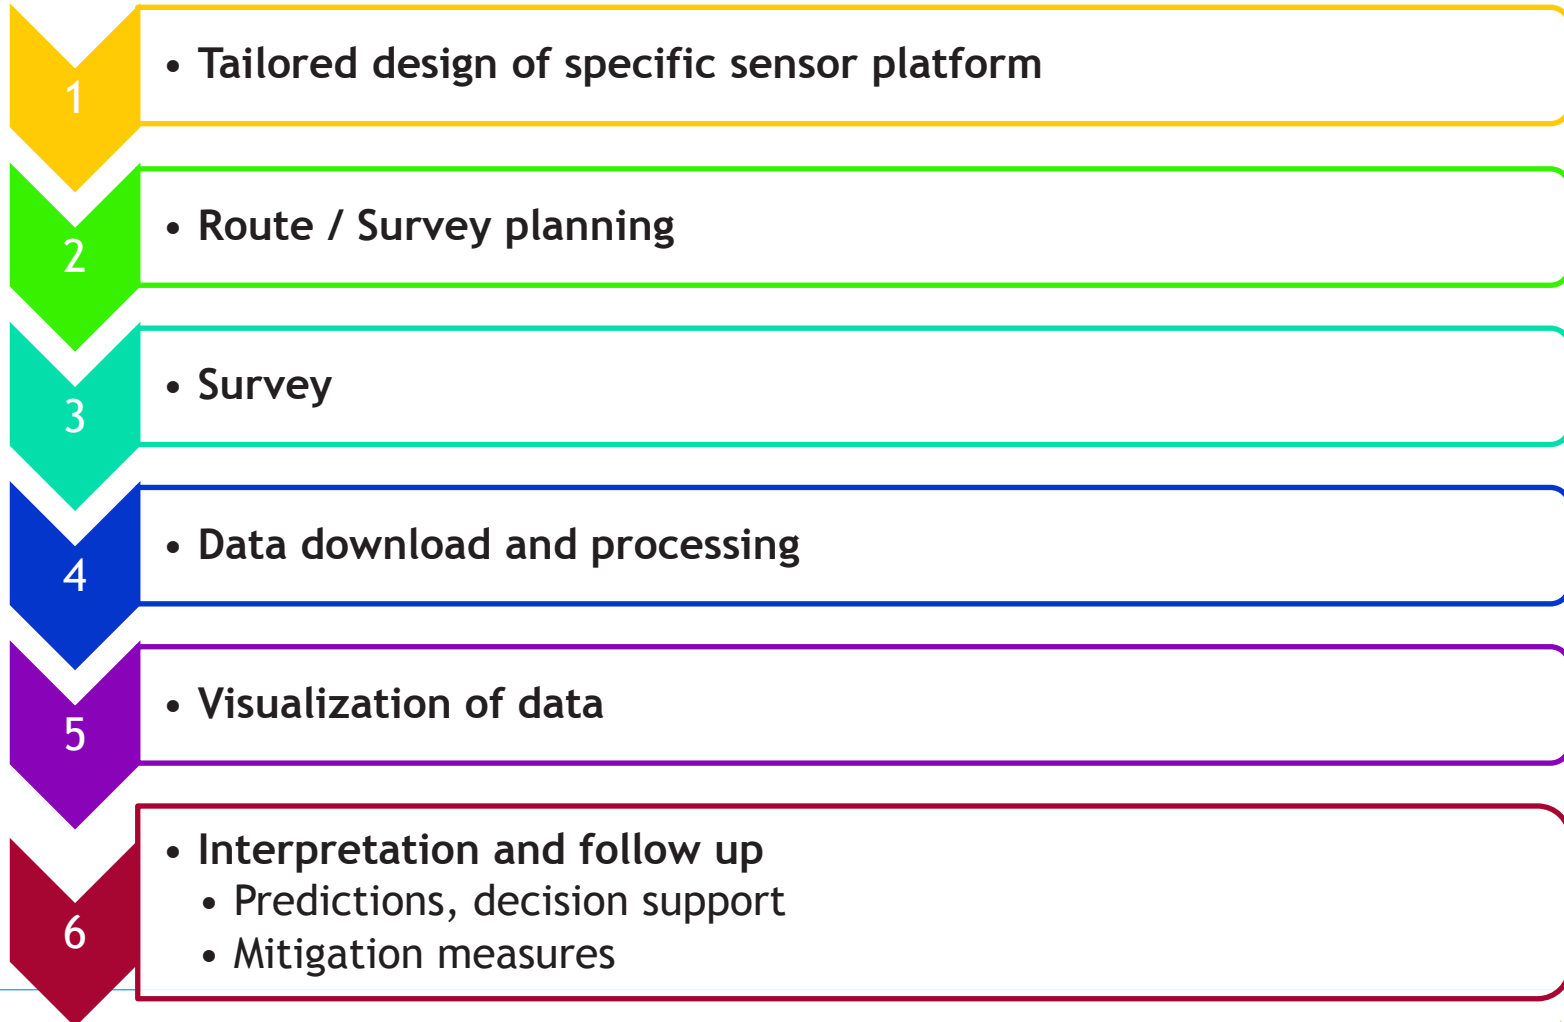 1
• Tailored design of specific sensor platform
2
• Route / Survey planning
3
• Survey
4
• Data download and processing
5
• Visualization of data
6
• Interpretation and follow up
• Predictions, decision support
• Mitigation measures